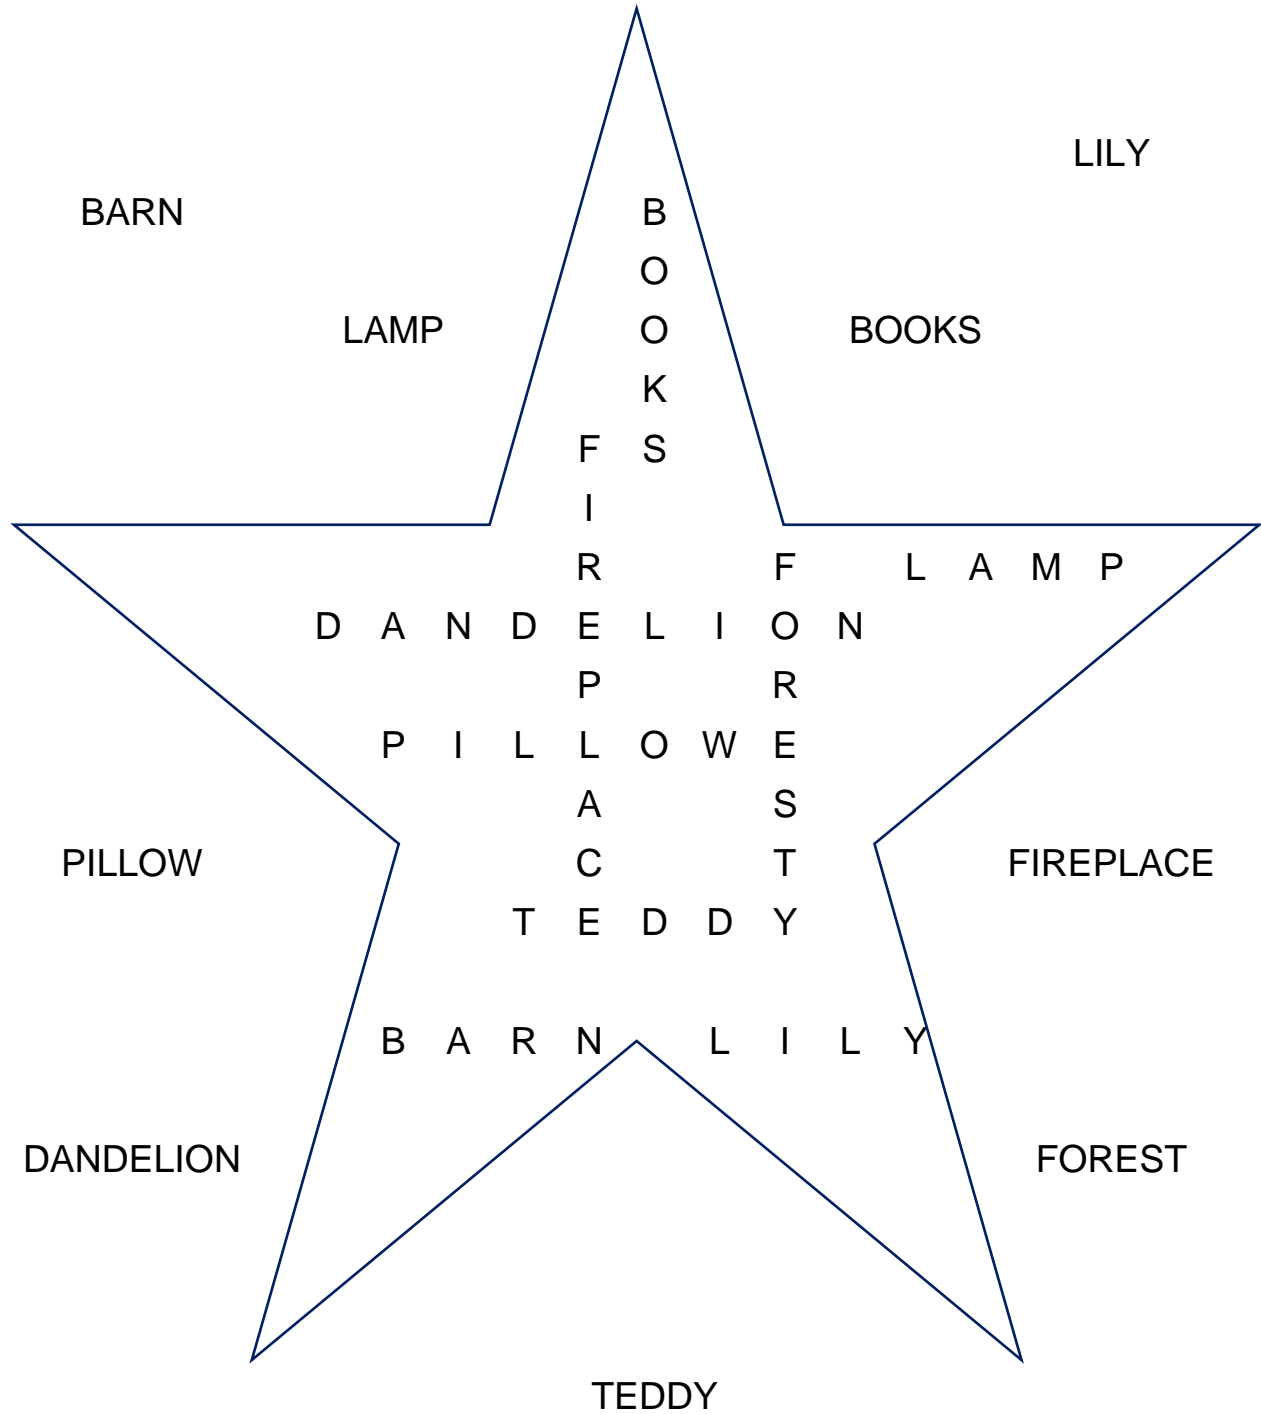 LILY
BARN B
O
LAMP O BOOKS
K
F S
I
R F L A M P
D A N D E L I O N
P R
P I L L O W E
A S
PILLOW C T FIREPLACE
T E D D Y
B A R N L I L Y
DANDELION FOREST
TEDDY